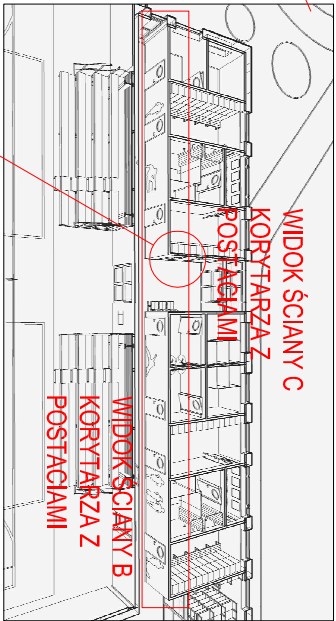 WIDOK ŚCIANY C
KORYTARZA Z
POSTACIAMI
WIDOK ŚCIANY B
KORYTARZA Z
POSTACIAMI